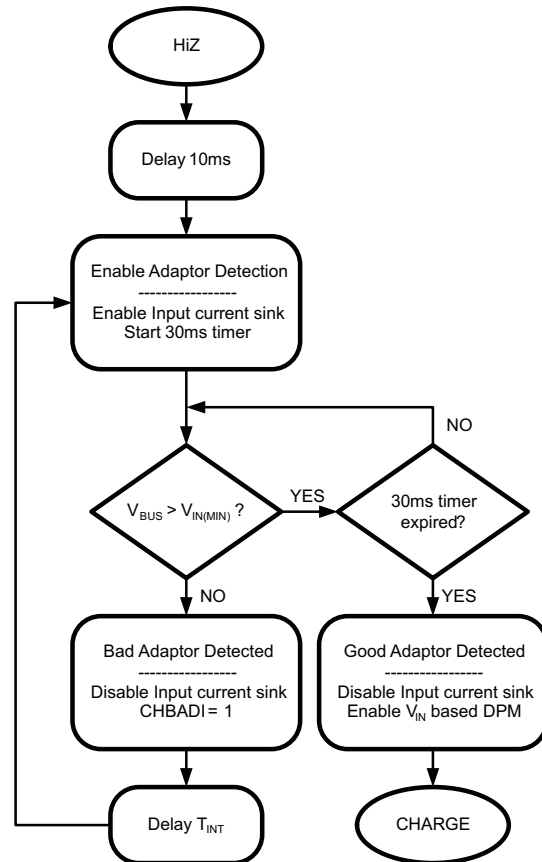 HiZ
Delay 10ms
Enable Adaptor Detection
-----------------
Enable Input current sink
Start 30ms timer
NO
V_BUS > V_IN(MIN) ?
YES
30ms timer
expired?
NO
YES
Bad Adaptor Detected
-----------------
Disable Input current sink
CHBADI = 1
Good Adaptor Detected
-----------------
Disable Input current sink
Enable V_IN based DPM
Delay T_INT
CHARGE